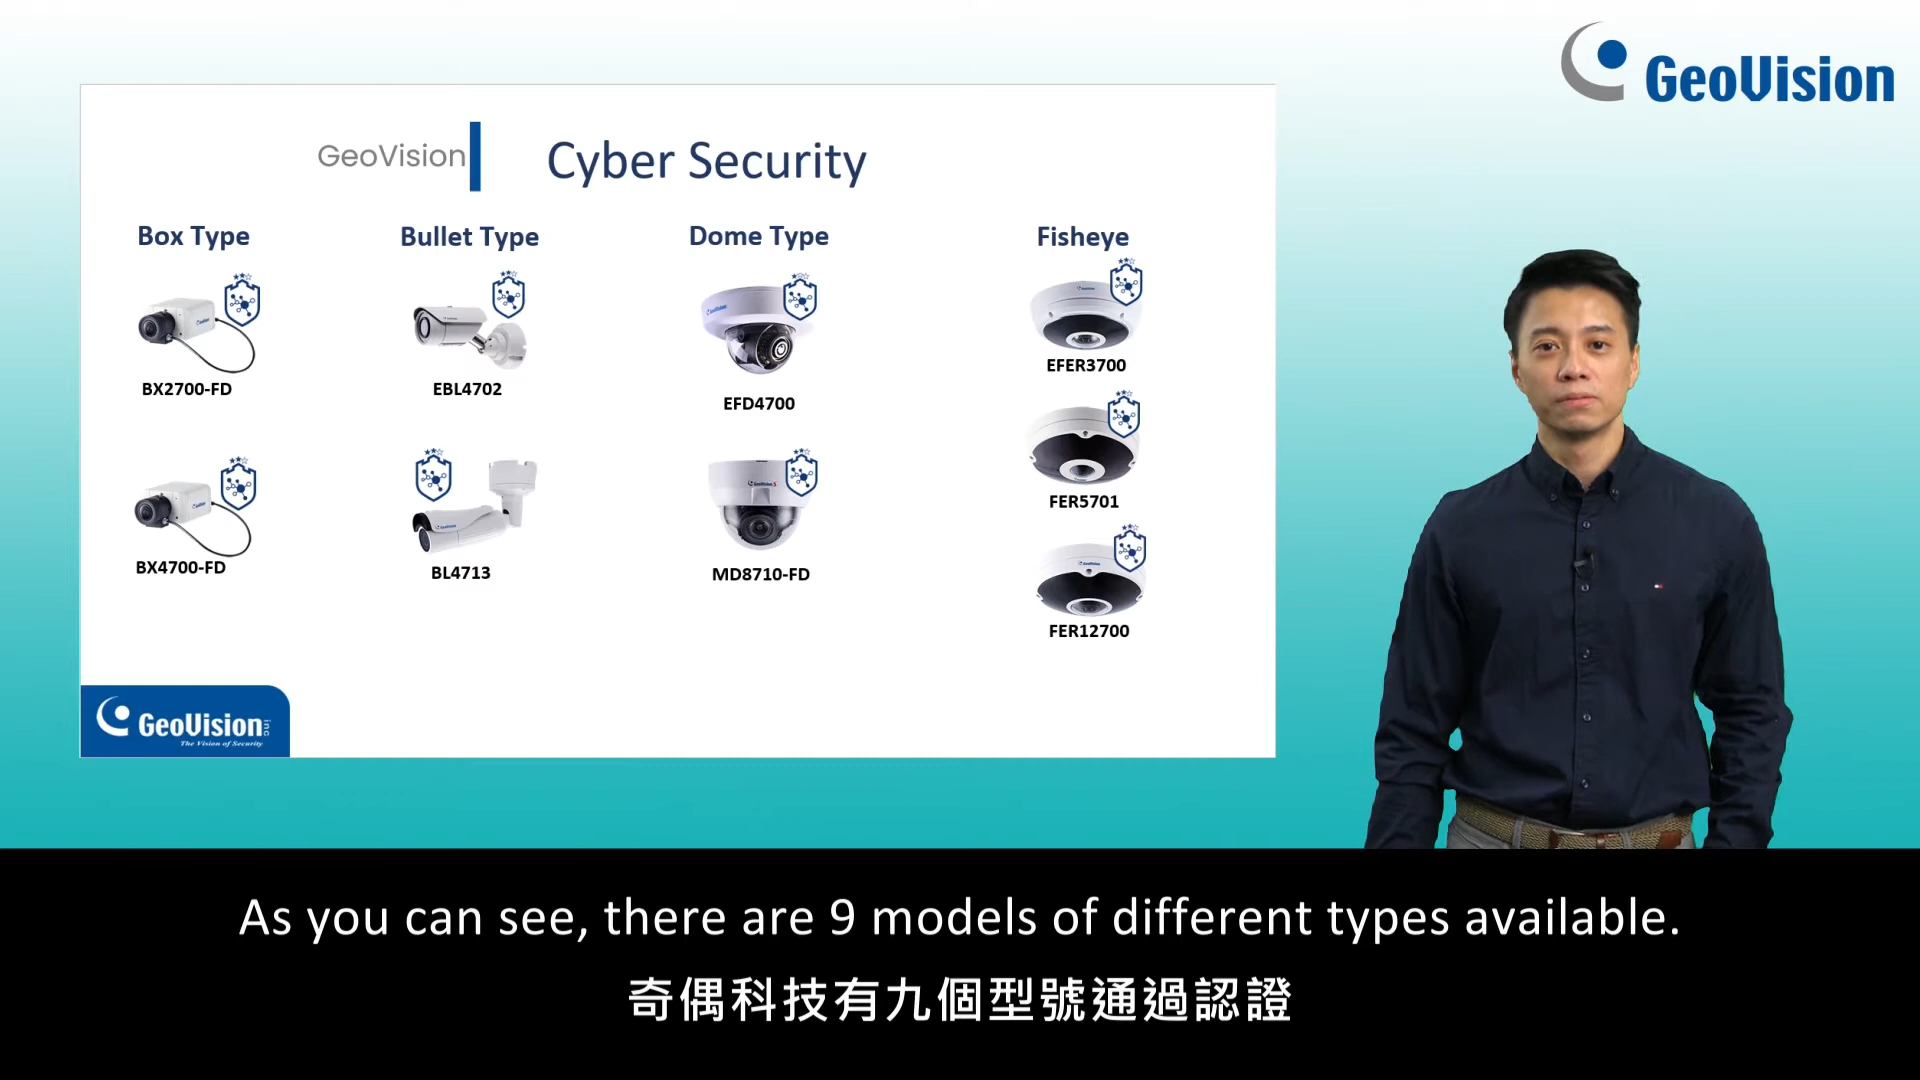 GeoVision
GeoVision
Cyber Security
Box Type
Bullet Type
Dome Type
Fisheye
BX2700-FD
EBL4702
EFD4700
EFER3700
BX4700-FD
BL4713
MD8710-FD
FER5701
FER12700
GeoVision inc
The Vision of Security
As you can see, there are 9 models of different types available.
奇偶科技有九個型號通過認證